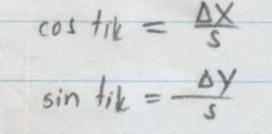 cos tik = ΔX/s
sin tik = ΔY/s